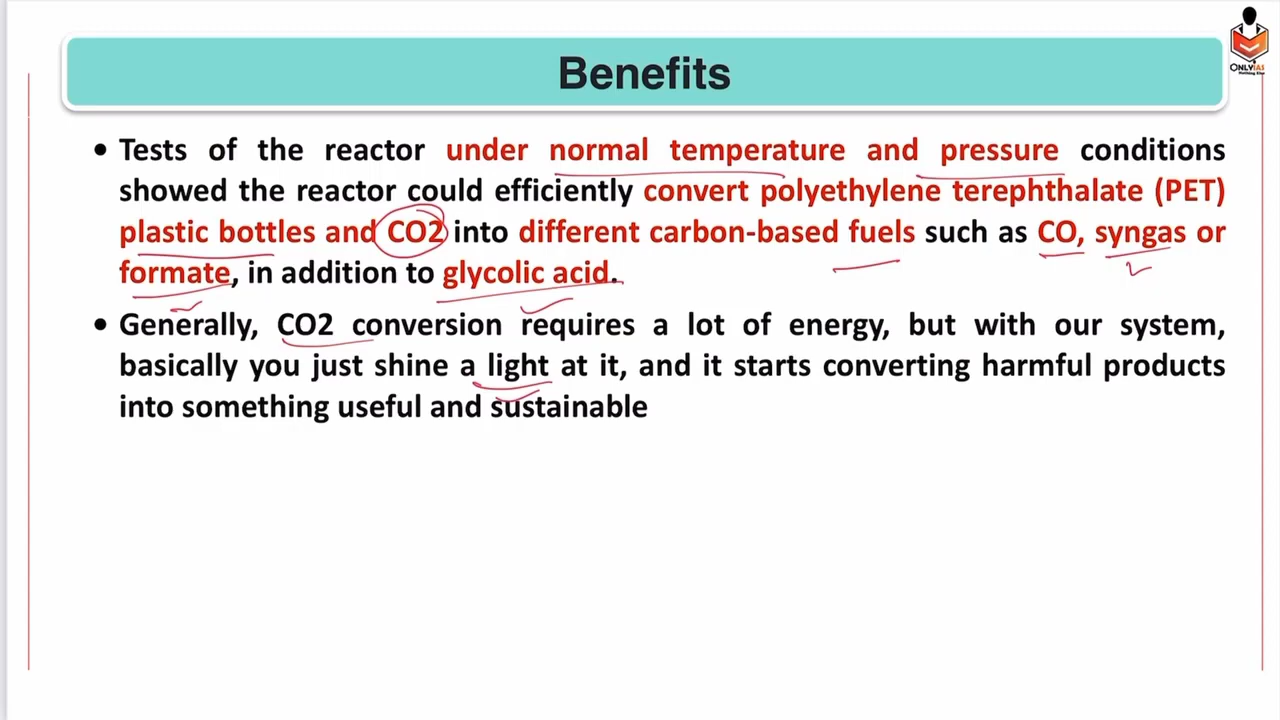 Benefits
ONLYIAS
Nothing Else
• Tests of the reactor under normal temperature and pressure conditions
showed the reactor could efficiently convert polyethylene terephthalate (PET)
plastic bottles and CO2 into different carbon-based fuels such as CO, syngas or
formate, in addition to glycolic acid.
• Generally, CO2 conversion requires a lot of energy, but with our system,
basically you just shine a light at it, and it starts converting harmful products
into something useful and sustainable